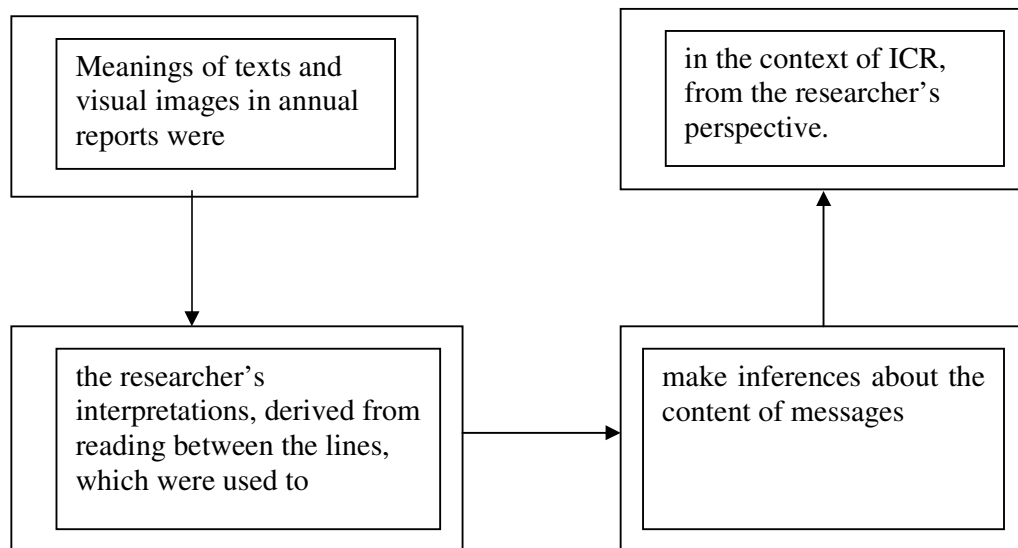 Meanings of texts and
visual images in annual
reports were
the researcher’s
interpretations, derived from
reading between the lines,
which were used to
make inferences about the
content of messages
in the context of ICR,
from the researcher’s
perspective.